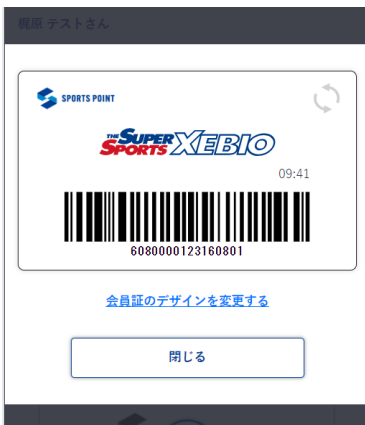 梶原 テストさん
SPORTS POINT
THE SUPER SPORTS XEBIO
09:41
6080000123160801
会員証のデザインを変更する
閉じる